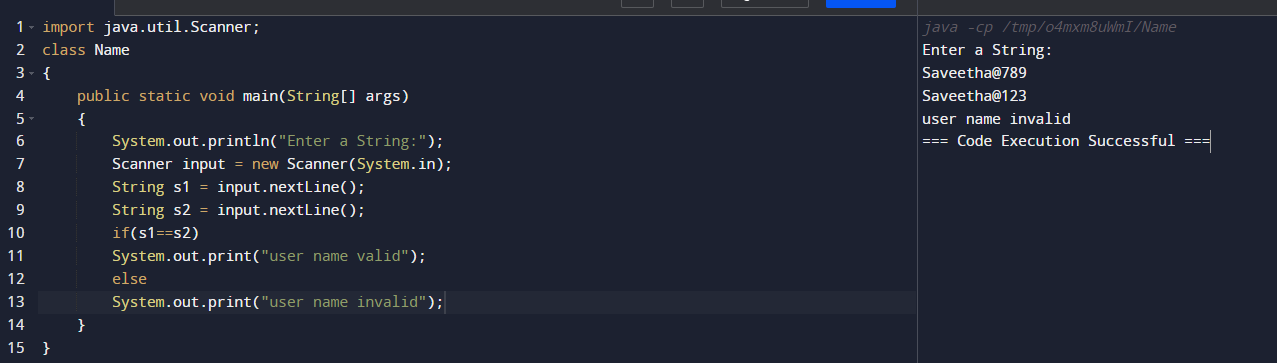 1 import java.util.Scanner;
2 class Name
3 {
4     public static void main(String[] args)
5     {
6         System.out.println("Enter a String:");
7         Scanner input = new Scanner(System.in);
8         String s1 = input.nextLine();
9         String s2 = input.nextLine();
10         if(s1==s2)
11         System.out.print("user name valid");
12         else
13         System.out.print("user name invalid");
14     }
15 }
java -cp /tmp/o4mxm8uWmI/Name
Enter a String:
Saveetha@789
Saveetha@123
user name invalid
=== Code Execution Successful ===